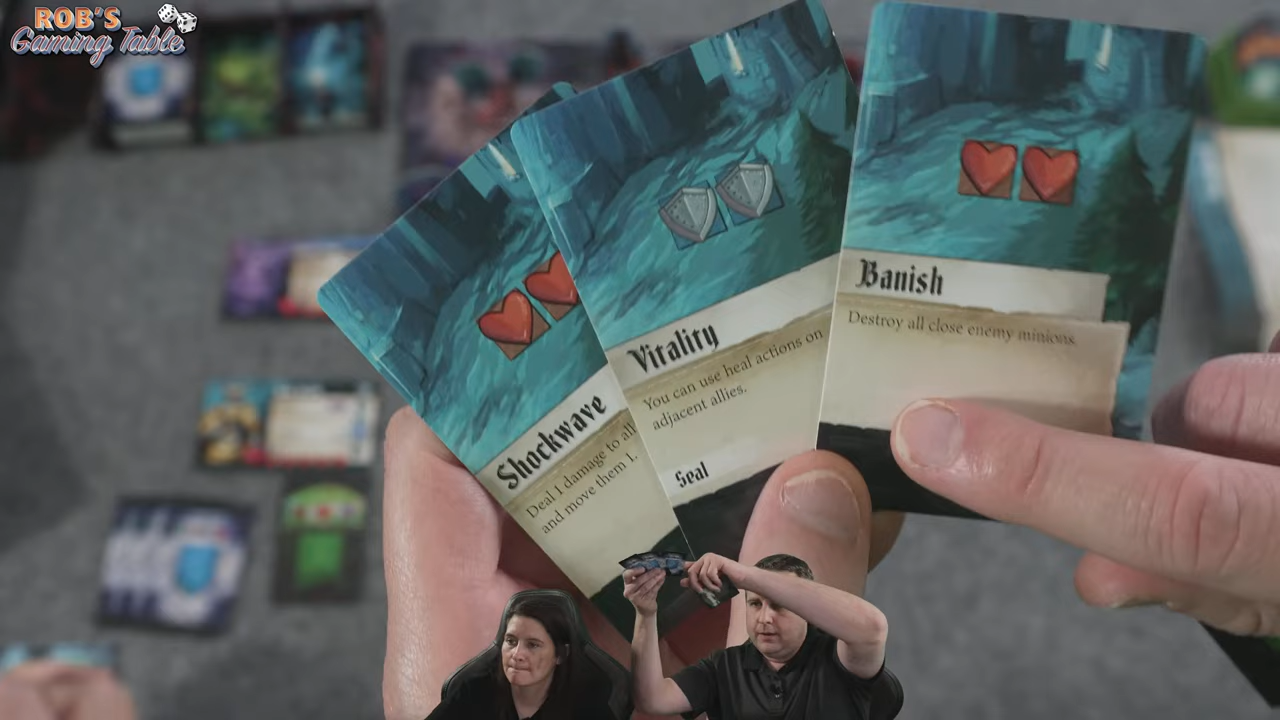 ROB'S
Gaming Table
Shockwave
Deal 1 damage to all
and move them 1.
Vitality
You can use heal actions on
adjacent allies.
Seal
Banish
Destroy all close enemy minions